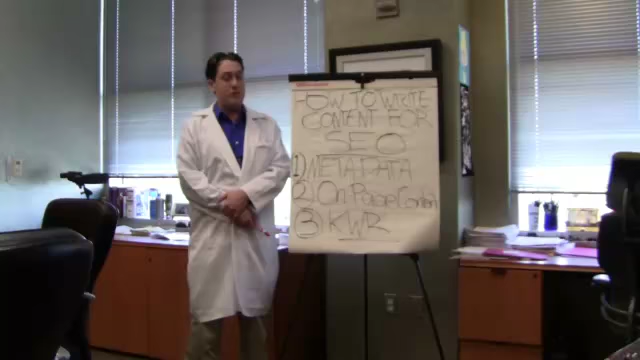 HOW TO WRITE
CONTENT FOR
SEO
1) META DATA
2) On-Page Content
3) KWR